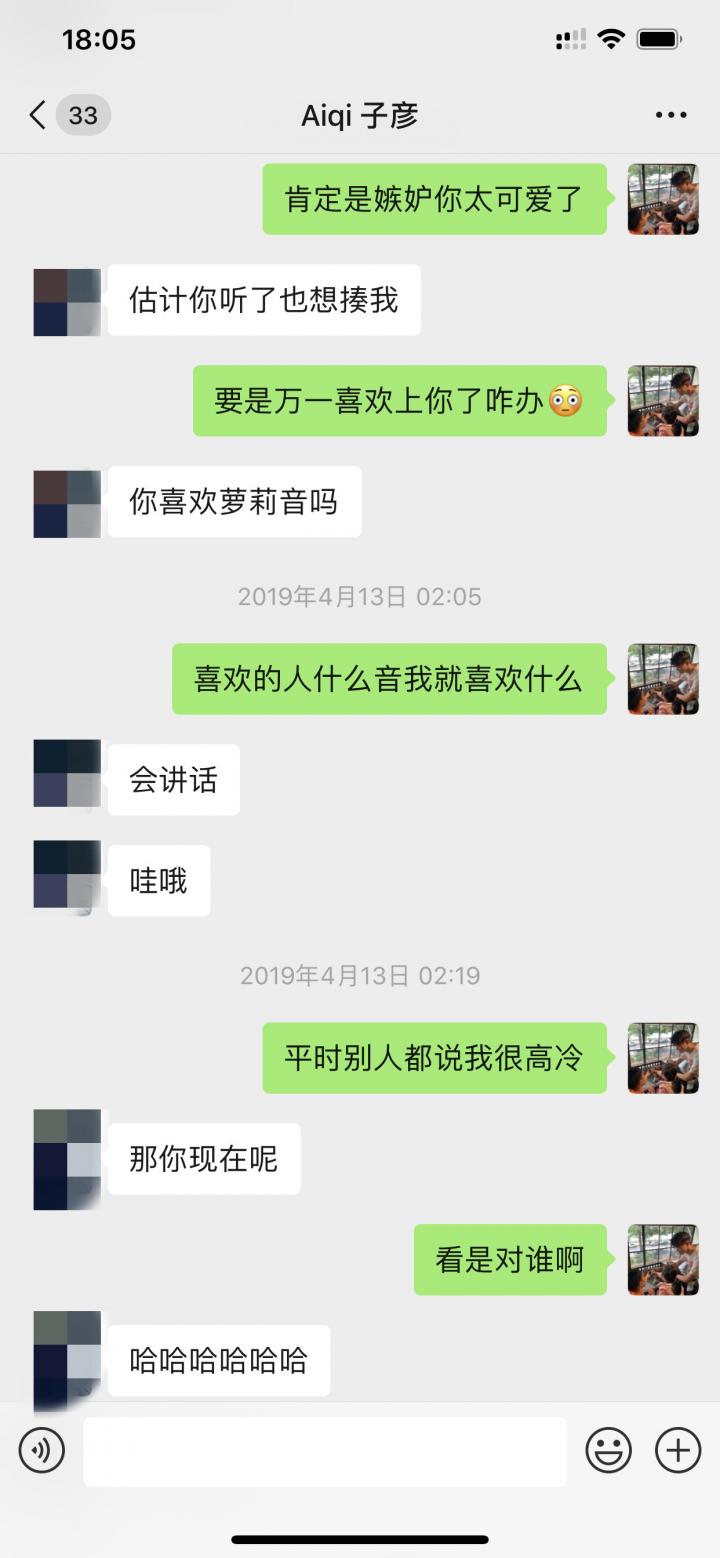 18:05
33
Aiqi 子彦
肯定是嫉妒你太可爱了
估计你听了也想揍我
要是万一喜欢上你了咋办😳
你喜欢萝莉音吗
2019年4月13日 02:05
喜欢的人什么音我就喜欢什么
会讲话
哇哦
2019年4月13日 02:19
平时别人都说我很高冷
那你现在呢
看是对谁啊
哈哈哈哈哈哈